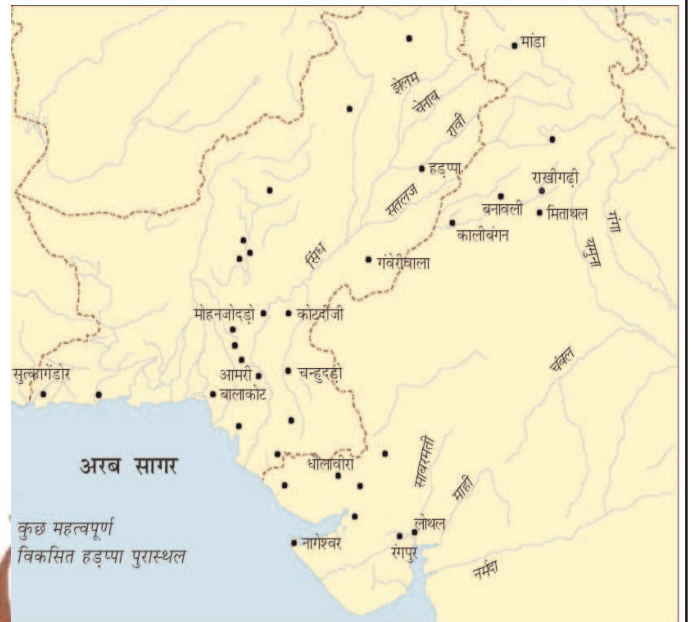 मांडा
झेलम
चेनाब
रावी
हड़प्पा
राखीगढ़ी
सतलज
बनावली
मिताथल
गंगा
कालीबंगन
यमुना
सिंध
गंवेरीवाला
मोहनजोदड़ो
कोटदीजी
चंबल
सुत्कागेंडोर
आमरी
चन्हुदड़ो
बालाकोट
साबरमती
अरब सागर
धौलावीरा
माही
कुछ महत्वपूर्ण
विकसित हड़प्पा पुरास्थल
लोथल
नागेश्वर
रंगपुर
नर्मदा